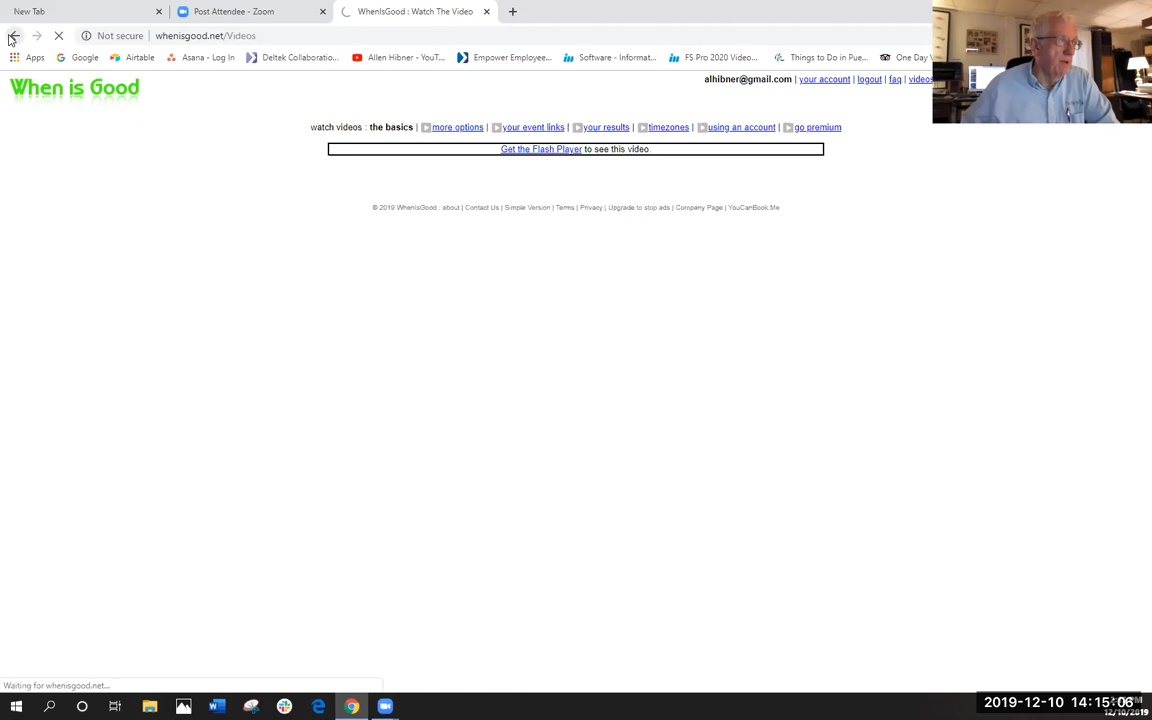 New Tab
Post Attendee - Zoom
WhenIsGood : Watch The Video
Not secure
whenisgood.net/Videos
Apps
Google
Airtable
Asana - Log In
Deltek Collaboratio...
Allen Hibner - YouT...
Empower Employee...
Software - Informat...
FS Pro 2020 Video...
Things to Do in Pue...
One Day
When is Good
alhibner@gmail.com | your account | logout | faq | videos
watch videos : the basics | more options | your event links | your results | timezones | using an account | go premium
Get the Flash Player to see this video.
© 2019 WhenIsGood : about | Contact Us | Simple Version | Terms | Privacy | Upgrade to stop ads | Company Page | YouCanBook.Me
Waiting for whenisgood.net...
2019-12-10 14:15:06
12/10/2019